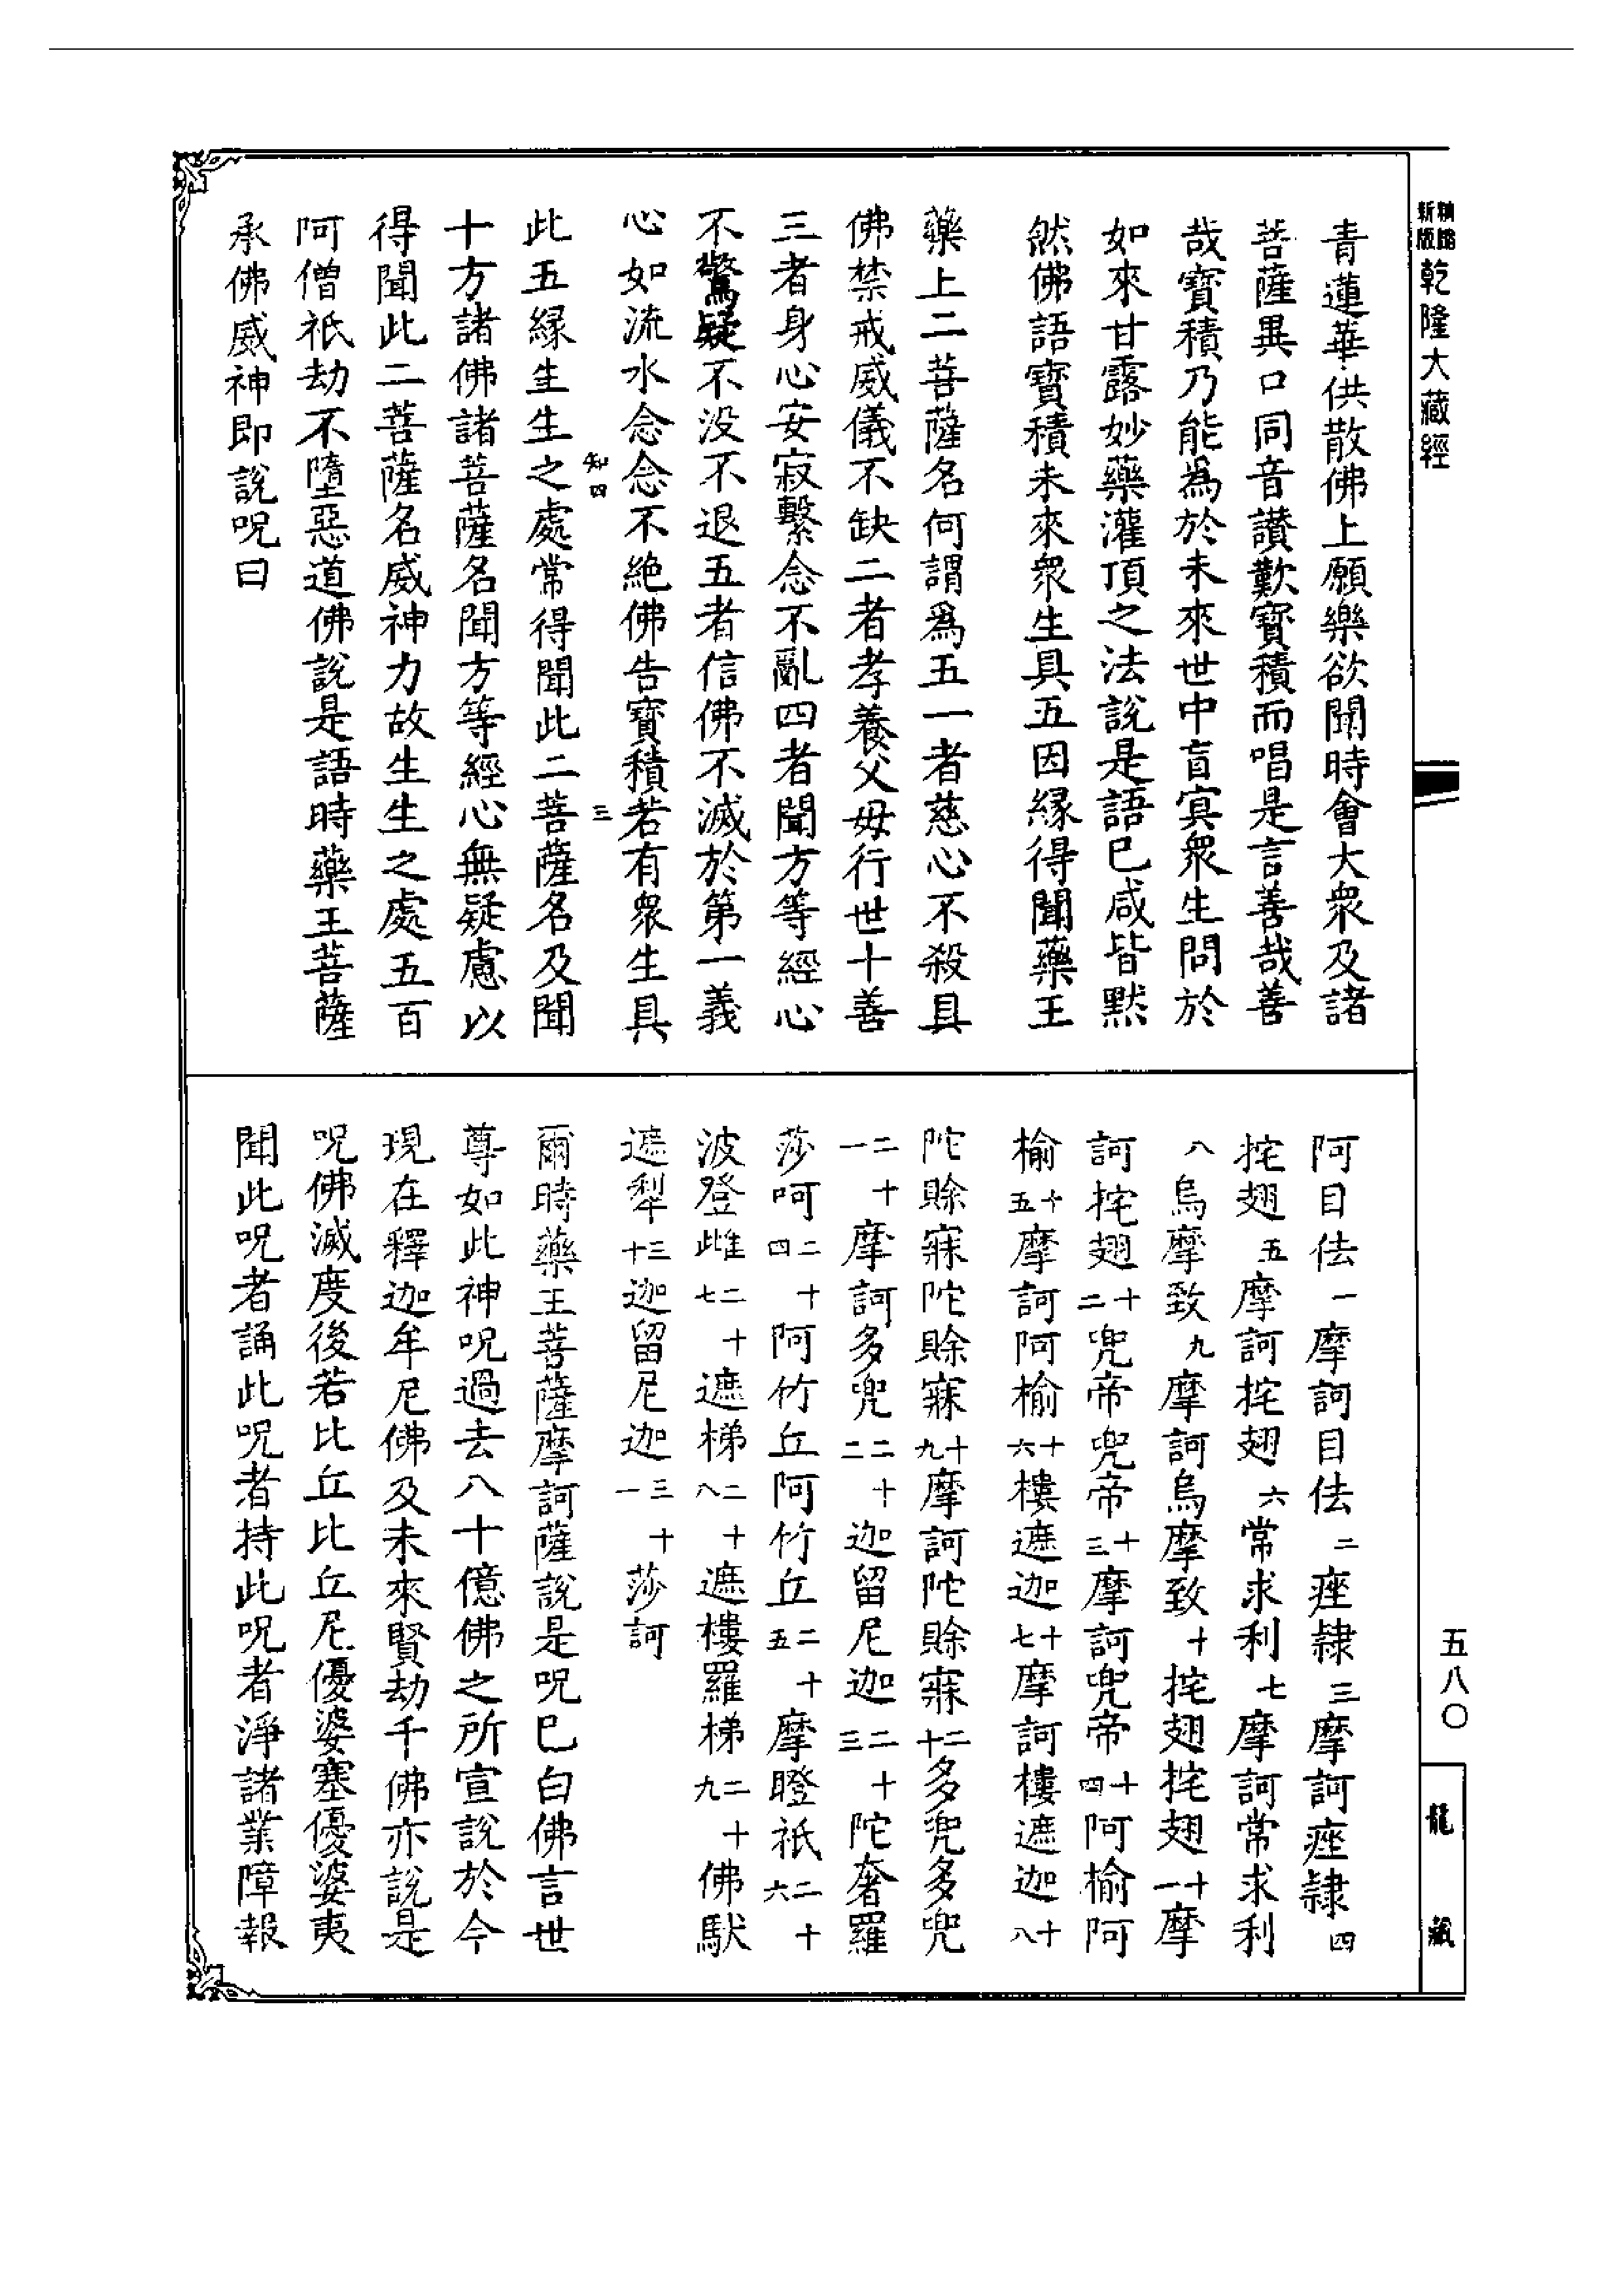 精縮新版乾隆大藏經
青蓮華供散佛上願樂欲聞時會大衆及諸
菩薩異口同音讃歎寶積而唱是言善哉善
哉寶積乃能爲於未來世中盲冥衆生問於
如來甘露妙藥灌頂之法說是語已咸皆默
然佛語寶積未來衆生具五因緣得聞藥王
藥上二菩薩名何謂爲五一者慈心不殺具
佛禁戒威儀不缺二者孝養父母行世十善
三者身心安寂繫念不亂四者聞方等經心
不驚疑不没不退五者信佛不滅於第一義
心如流水念念不絕佛告寶積若有衆生具
知四
三
此五緣生生之處常得聞此二菩薩名及聞
十方諸佛諸菩薩名聞方等經心無疑慮以
得聞此二菩薩名威神力故生生之處五百
阿僧祇劫不墮惡道佛說是語時藥王菩薩
承佛威神即說呪曰
阿目佉一摩訶目佉二痤隸三摩訶痤隸四
挓翅五摩訶挓翅六常求利七摩訶常求利
八烏摩致九摩訶烏摩致十挓翅挓翅十一摩
訶挓翅十二兜帝兜帝十三摩訶兜帝十四阿榆阿
榆十五摩訶阿榆十六樓遮迦十七摩訶樓遮迦十八
陀賒寐陀賒寐十九摩訶陀賒寐二十多兜多兜
二十一摩訶多兜二十二迦留尼迦二十三陀奢羅
莎呵二十四阿竹丘阿竹丘二十五摩瞪祇二十六
波登雌二十七遮梯二十八遮樓羅梯二十九佛馱
遮犁三十迦留尼迦三十一莎訶
爾時藥王菩薩摩訶薩說是呪已白佛言世
尊如此神呪過去八十億佛之所宣說於今
現在釋迦牟尼佛及未來賢劫千佛亦說是
呪佛滅度後若比丘比丘尼優婆塞優婆夷
聞此呪者誦此呪者持此呪者淨諸業障報
五八〇
龍藏